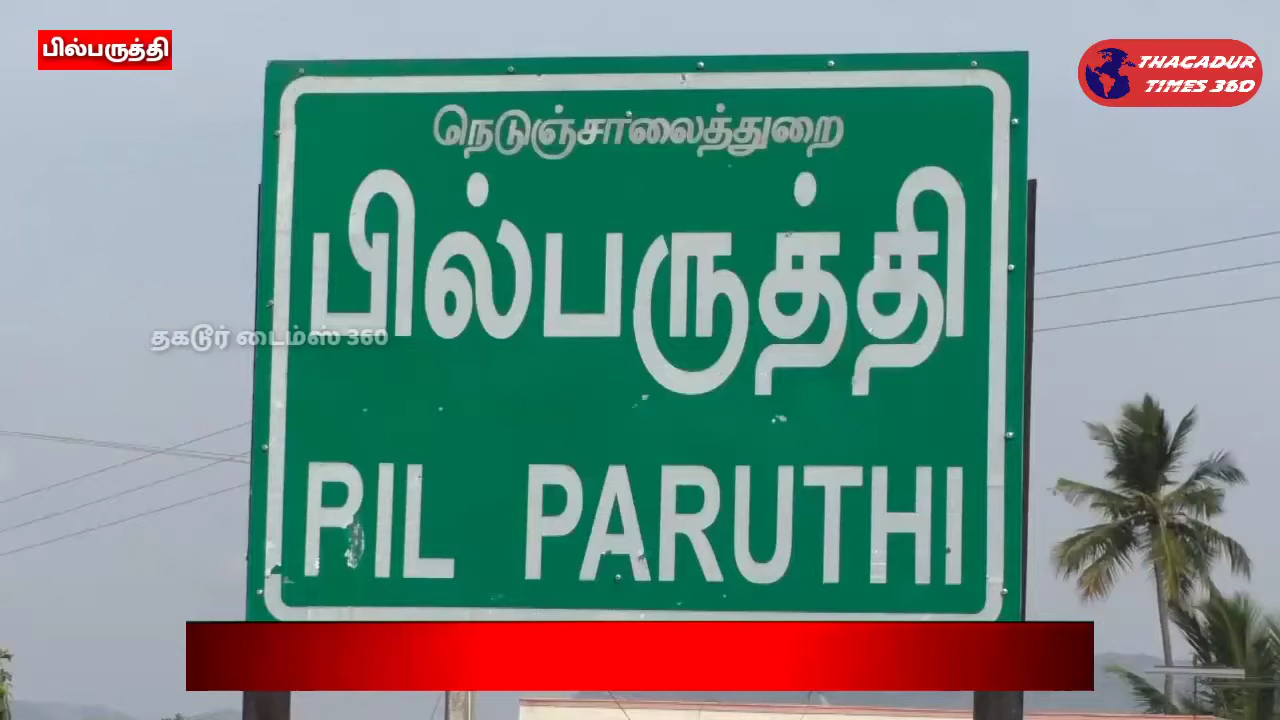 பில்பருத்தி
THAGADUR
TIMES 360
நெடுஞ்சாலைத்துறை
பில்பருத்தி
தகடூர் டைம்ஸ் 360
PIL PARUTHI